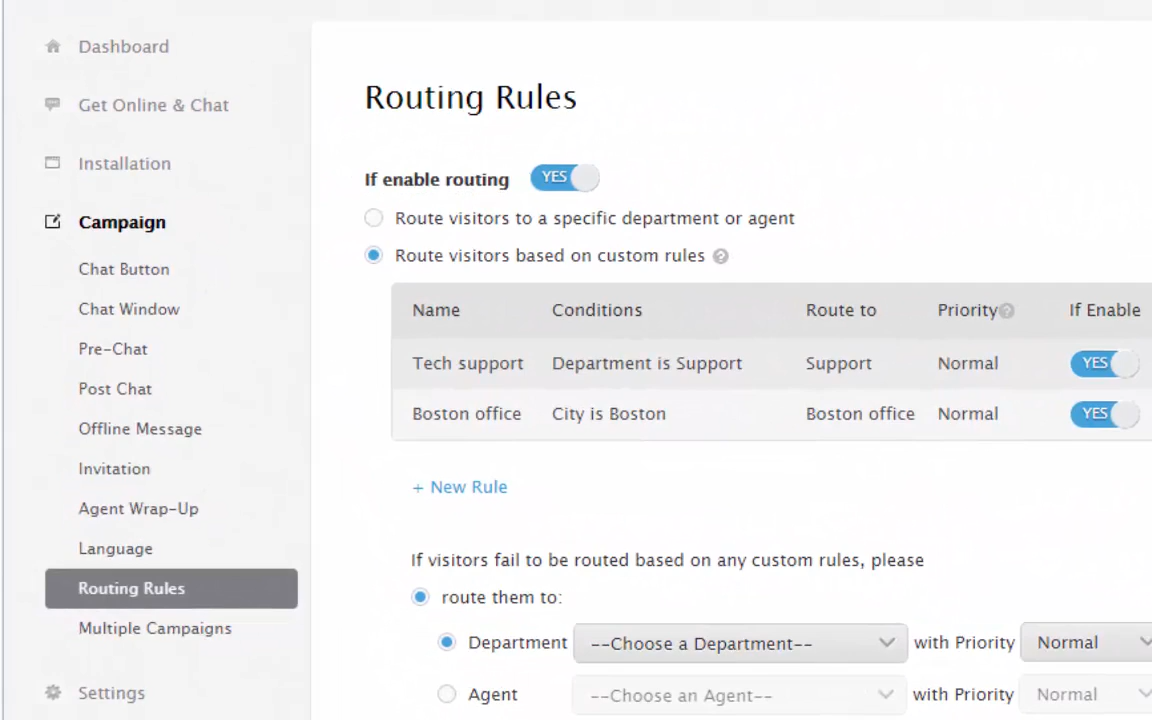 Dashboard
Get Online & Chat
Installation
Campaign
Chat Button
Chat Window
Pre-Chat
Post Chat
Offline Message
Invitation
Agent Wrap-Up
Language
Routing Rules
Multiple Campaigns
Settings
Routing Rules
If enable routing YES
Route visitors to a specific department or agent
Route visitors based on custom rules ?
Name Conditions Route to Priority ? If Enable
Tech support Department is Support Support Normal YES
Boston office City is Boston Boston office Normal YES
+ New Rule
If visitors fail to be routed based on any custom rules, please
route them to:
Department --Choose a Department-- with Priority Normal
Agent --Choose an Agent-- with Priority Normal